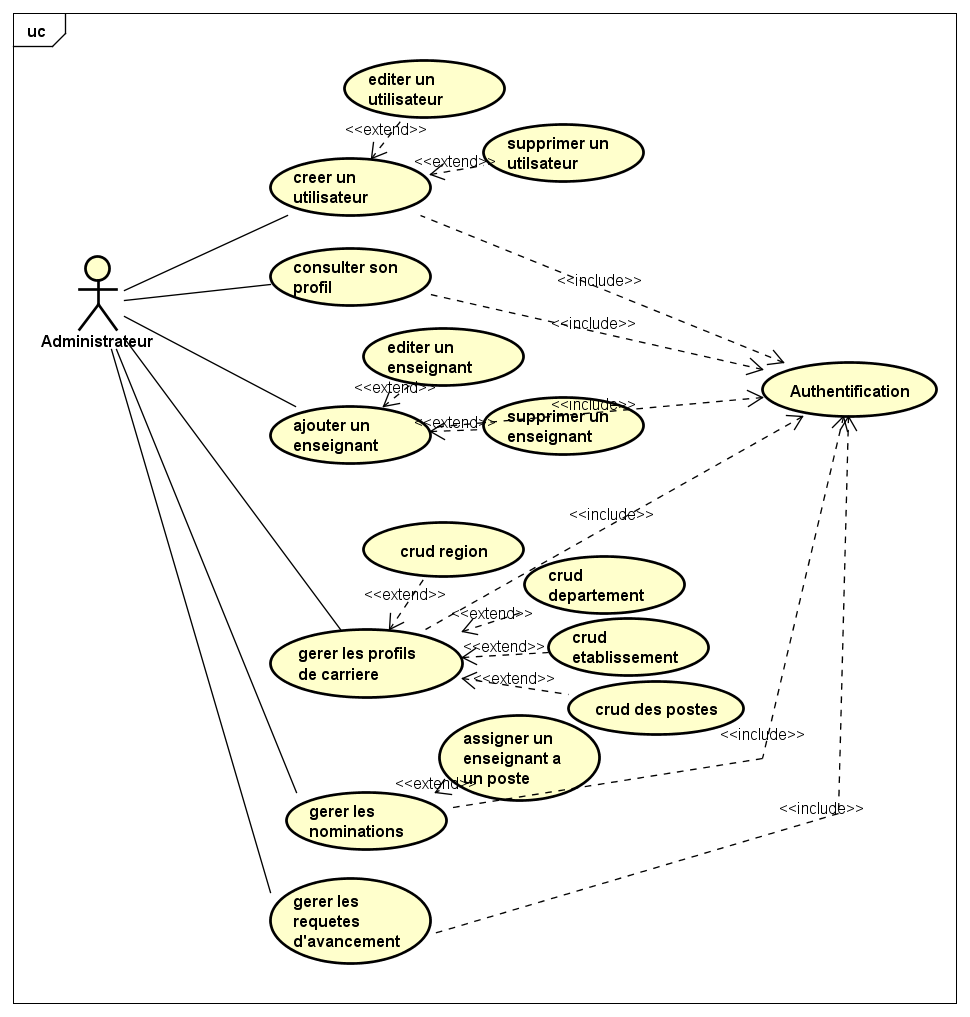 uc
editer un
utilisateur
<<extend>>
supprimer un
utilsateur
<<extend>>
creer un
utilisateur
consulter son
profil
<<include>>
<<include>>
Administrateur
editer un
enseignant
<<extend>>
Authentification
<<include>>
supprimer un
enseignant
<<extend>>
ajouter un
enseignant
<<include>>
crud region
<<extend>>
crud
departement
<<extend>>
crud
etablissement
<<extend>>
gerer les profils
de carriere
<<extend>>
crud des postes
assigner un
enseignant a
un poste
<<include>>
<<extend>>
gerer les
nominations
<<include>>
gerer les
requetes
d'avancement